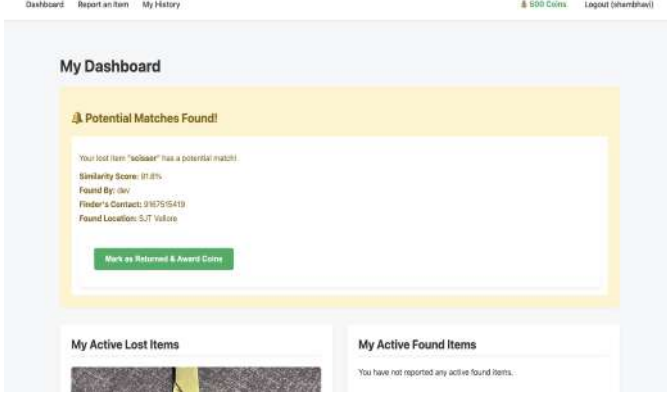 Dashboard Report an Item My History 500 Coins Logout (shambhavi)
My Dashboard
Potential Matches Found!
Your lost item "scisser" has a potential match!
Similarity Score: 91.8%
Found By: dev
Finder's Contact: 9167515419
Found Location: SJT Vellore
Mark as Returned & Award Coins
My Active Lost Items
My Active Found Items
You have not reported any active found items.